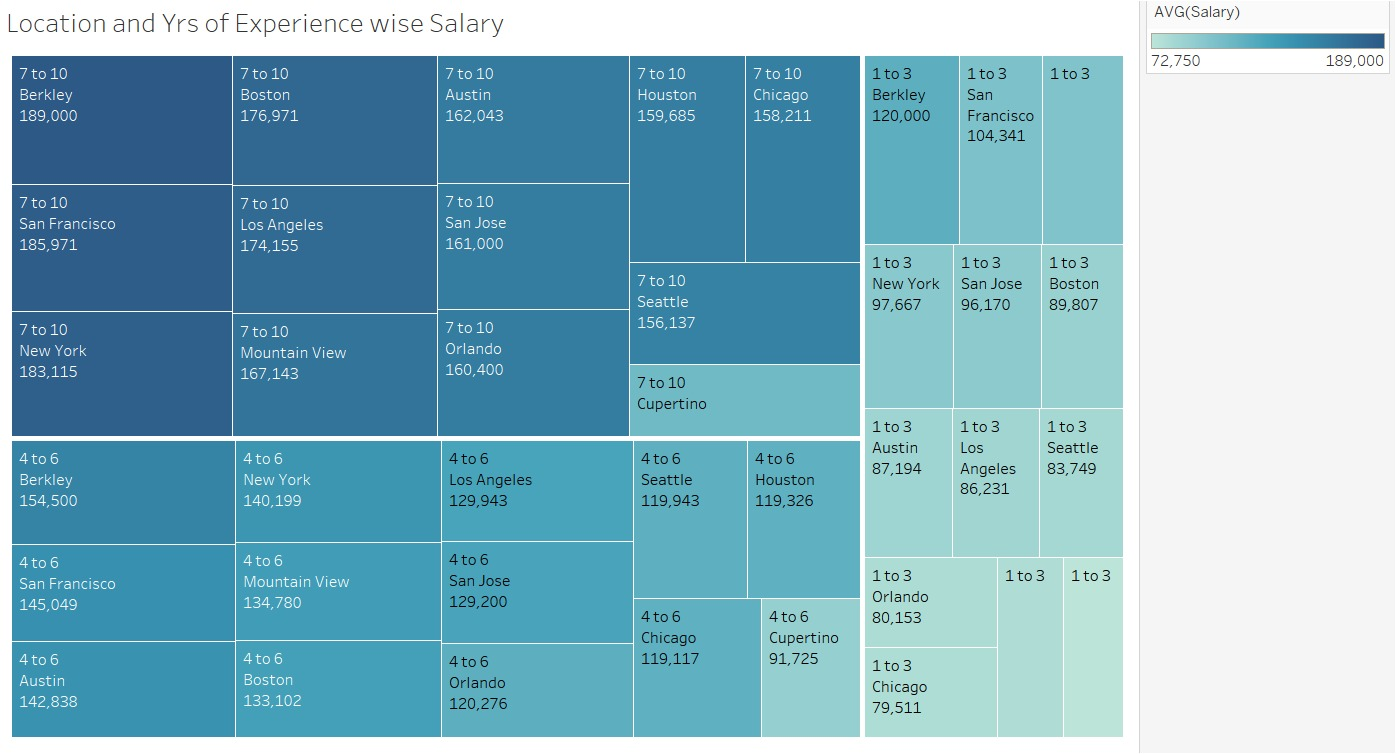 Location and Yrs of Experience wise Salary
7 to 10
Berkley
189,000
7 to 10
San Francisco
185,971
7 to 10
New York
183,115
7 to 10
Boston
176,971
7 to 10
Los Angeles
174,155
7 to 10
Mountain View
167,143
7 to 10
Austin
162,043
7 to 10
San Jose
161,000
7 to 10
Orlando
160,400
7 to 10
Houston
159,685
7 to 10
Chicago
158,211
7 to 10
Seattle
156,137
7 to 10
Cupertino
4 to 6
Berkley
154,500
4 to 6
San Francisco
145,049
4 to 6
Austin
142,838
4 to 6
New York
140,199
4 to 6
Mountain View
134,780
4 to 6
Boston
133,102
4 to 6
Los Angeles
129,943
4 to 6
San Jose
129,200
4 to 6
Orlando
120,276
4 to 6
Seattle
119,943
4 to 6
Houston
119,326
4 to 6
Chicago
119,117
4 to 6
Cupertino
91,725
1 to 3
Berkley
120,000
1 to 3
San
Francisco
104,341
1 to 3
1 to 3
New York
97,667
1 to 3
San Jose
96,170
1 to 3
Boston
89,807
1 to 3
Austin
87,194
1 to 3
Los
Angeles
86,231
1 to 3
Seattle
83,749
1 to 3
Orlando
80,153
1 to 3
Chicago
79,511
1 to 3
1 to 3
AVG(Salary)
72,750
189,000